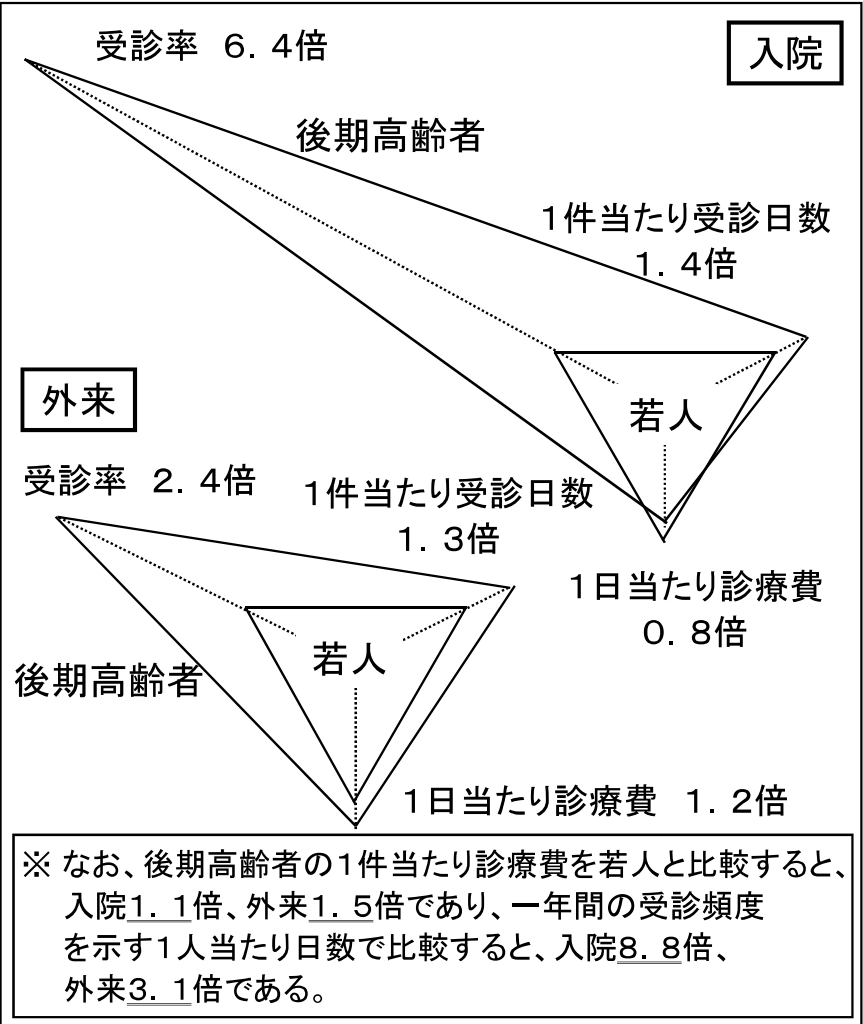 受診率　６．４倍
入院
後期高齢者
１件当たり受診日数
１．４倍
若人
１日当たり診療費
０．８倍
外来
受診率　２．４倍
１件当たり受診日数
１．３倍
若人
後期高齢者
１日当たり診療費　１．２倍
※ なお、後期高齢者の１件当たり診療費を若人と比較すると、
入院１．１倍、外来１．５倍であり、一年間の受診頻度
を示す１人当たり日数で比較すると、入院８．８倍、
外来３．１倍である。